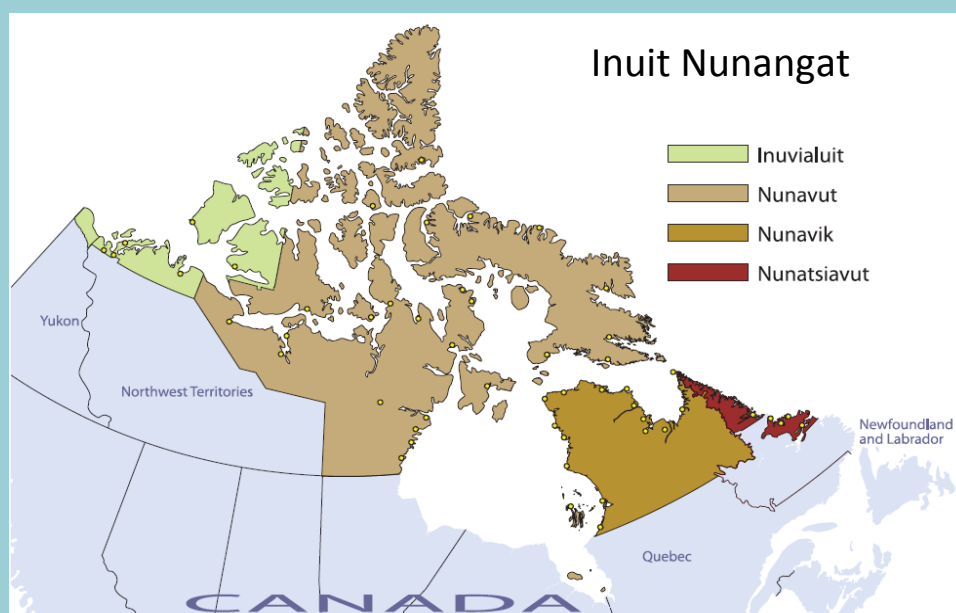 Inuit Nunangat
Inuvialuit
Nunavut
Nunavik
Nunatsiavut
Yukon
Northwest Territories
Newfoundland
and Labrador
Quebec
CANADA